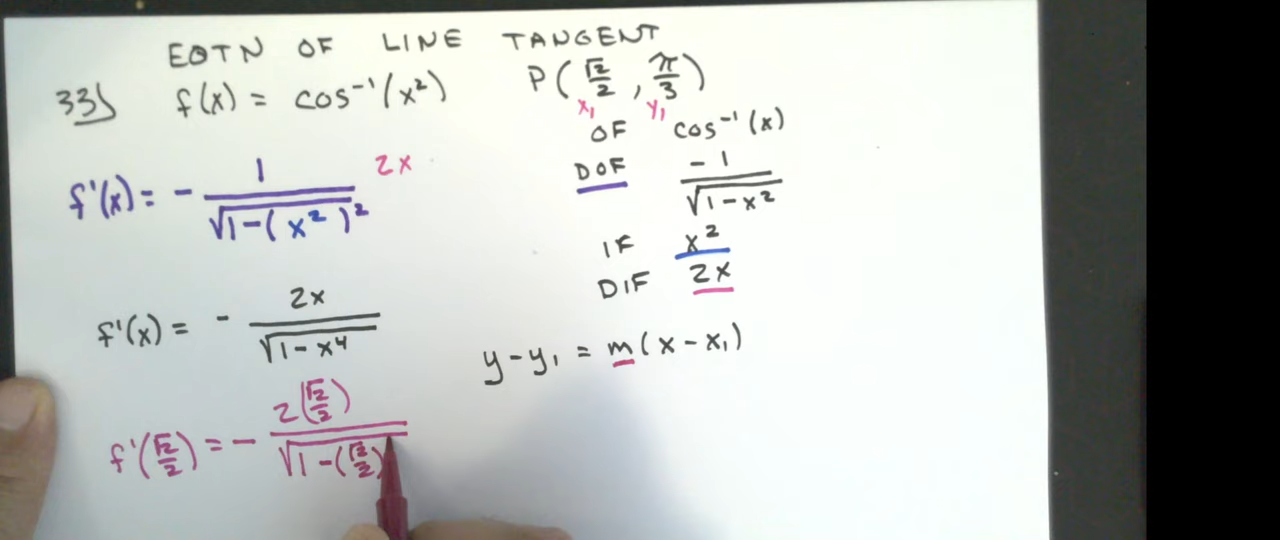 EQTN OF LINE TANGENT
33) f(x) = cos⁻¹(x²) P(√2/2, π/3)
x₁ y₁
OF cos⁻¹(x)
f'(x) = - 1/√(1-(x²)²) 2x
DOF -1/√(1-x²)
IF x²
DIF 2x
f'(x) = - 2x/√(1-x⁴)
y-y₁ = m(x-x₁)
f'(√2/2) = - 2(√2/2)/√(1-(√2/2)